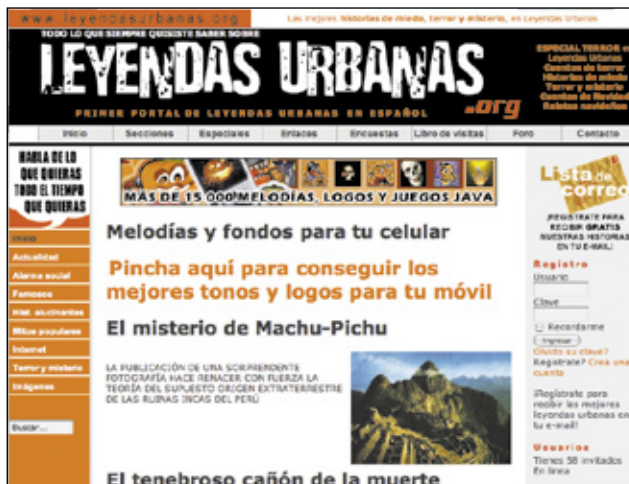 www.leyendasurbanas.org
Las mejores historias de miedo, terror y misterio, en Leyendas Urbanas
TODO LO QUE SIEMPRE QUISISTE SABER SOBRE
LEYENDAS URBANAS
.org
PRIMER PORTAL DE LEYENDAS URBANAS EN ESPAÑOL
ESPECIAL TERROR
Leyendas Urbanas
Cuentos de terror
Historias de miedo
Terror y misterio
Cuentos de Navidad
Relatos navideños
Inicio Secciones Especiales Enlaces Encuestas Libro de visitas Foro Contacto
HABLA DE LO
QUE QUIERAS
TODO EL TIEMPO
QUE QUIERAS
Inicio
Actualidad
Alarma social
Famosos
Hist. alucinantes
Mitos populares
Internet
Terror y misterio
Imágenes
Buscar...
MÁS DE 15 000 MELODÍAS, LOGOS Y JUEGOS JAVA
Melodías y fondos para tu celular
Pincha aquí para conseguir los
mejores tonos y logos para tu móvil
El misterio de Machu-Pichu
LA PUBLICACIÓN DE UNA SORPRENDENTE
FOTOGRAFÍA HACE RENACER CON FUERZA LA
TEORÍA DEL SUPUESTO ORIGEN EXTRATERRESTRE
DE LAS RUINAS INCAS DEL PERÚ
El tenebroso cañón de la muerte
Lista de
correo
¡REGISTRATE PARA
RECIBIR GRATIS
NUESTRAS HISTORIAS
EN TU E-MAIL!
Registro
Usuario
Clave
Recordarme
Ingresar
Olvido su clave?
Registrate? Crea una
cuenta
¡Regístrate para
recibir las mejores
leyendas urbanas en
tu e-mail!
Usuarios
Tienes 58 invitados
En línea